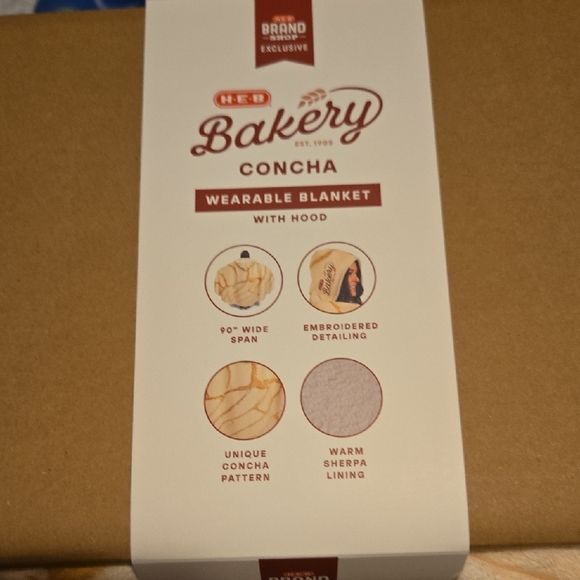 H-E-B
BRAND
SHOP
EXCLUSIVE
H-E-B
Bakery
EST. 1905
CONCHA
WEARABLE BLANKET
WITH HOOD
Bakery
90" WIDE
SPAN
EMBROIDERED
DETAILING
UNIQUE
CONCHA
PATTERN
WARM
SHERPA
LINING
H-E-B
BRAND